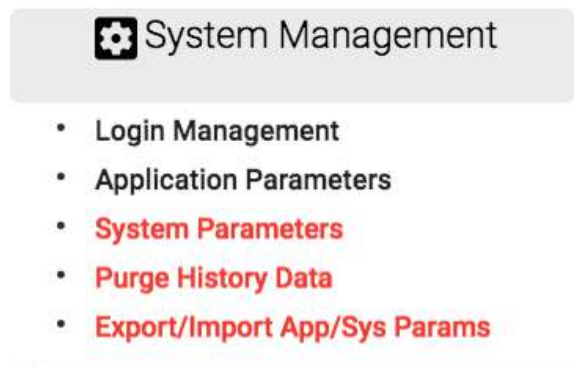 System Management
Login Management
Application Parameters
System Parameters
Purge History Data
Export/Import App/Sys Params